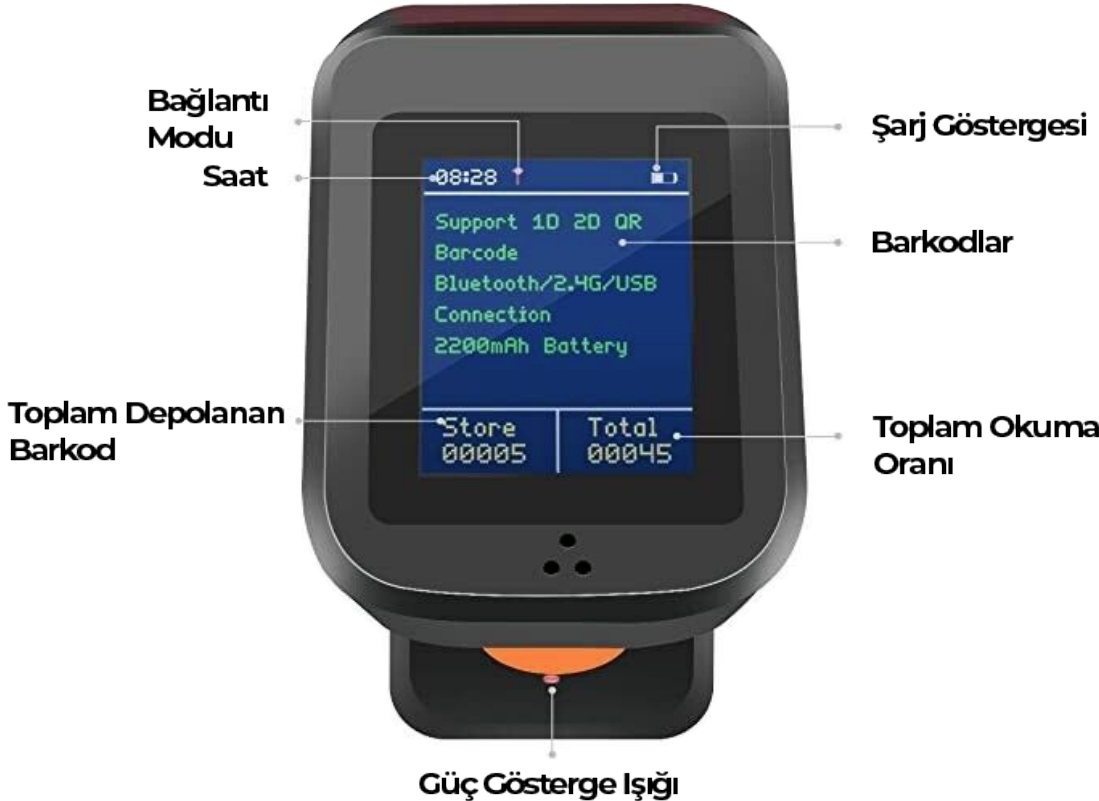 Bağlantı
Modu
Saat
Şarj Göstergesi
08:28
Support 1D 2D QR
Barcode
Bluetooth/2.4G/USB
Connection
2200mAh Battery
Barkodlar
Toplam Depolanan
Barkod
Store
00005
Total
00045
Toplam Okuma
Oranı
Güç Gösterge Işığı